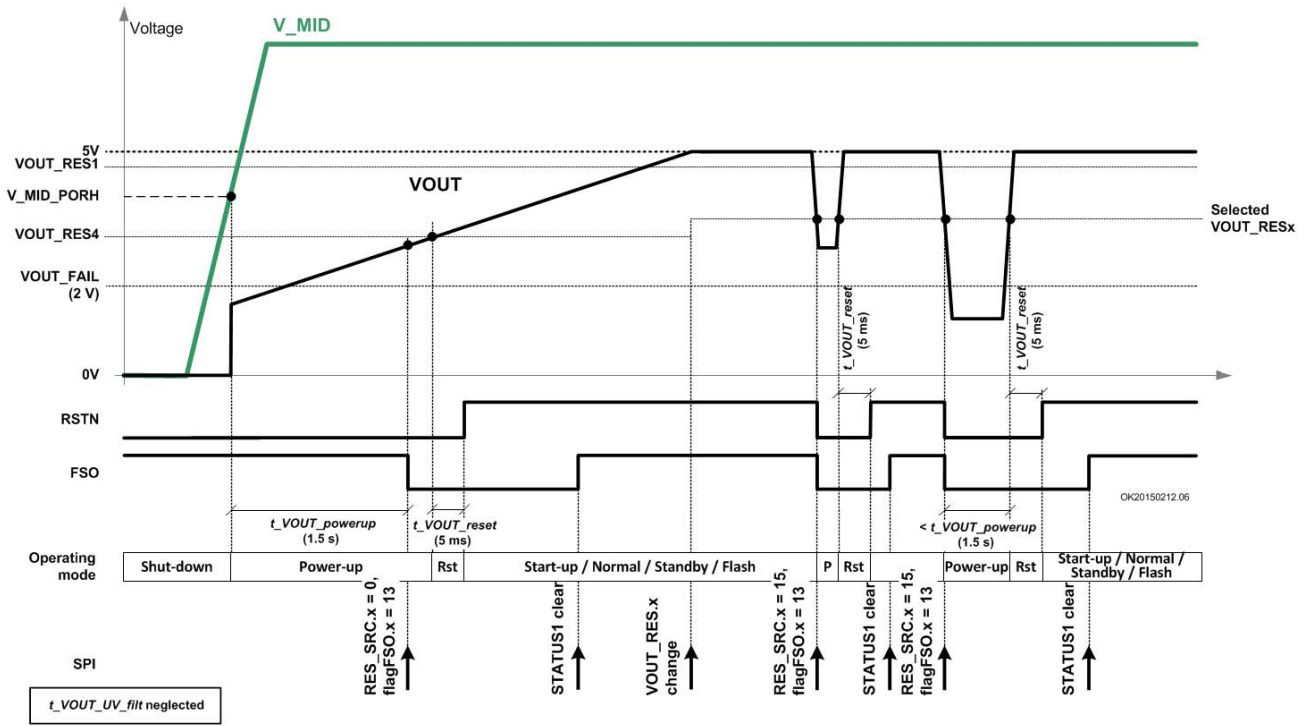 Voltage
V_MID
5V
VOUT_RES1
VOUT
V_MID_PORH
Selected
VOUT_RESx
VOUT_RES4
VOUT_FAIL
(2 V)
t_VOUT_reset
(5 ms)
t_VOUT_reset
(5 ms)
0V
RSTN
FSO
OK20150212.06
t_VOUT_powerup
(1.5 s)
t_VOUT_reset
(5 ms)
< t_VOUT_powerup
(1.5 s)
Operating
mode
Shut-down
Power-up
Rst
Start-up / Normal / Standby / Flash
P
Rst
Power-up
Rst
Start-up / Normal /
Standby / Flash
RES_SRC.x = 0,
flagFSO.x = 13
STATUS1 clear
VOUT_RES.x
change
RES_SRC.x = 15,
flagFSO.x = 13
STATUS1 clear
RES_SRC.x = 15,
flagFSO.x = 13
STATUS1 clear
SPI
t_VOUT_UV_filt neglected